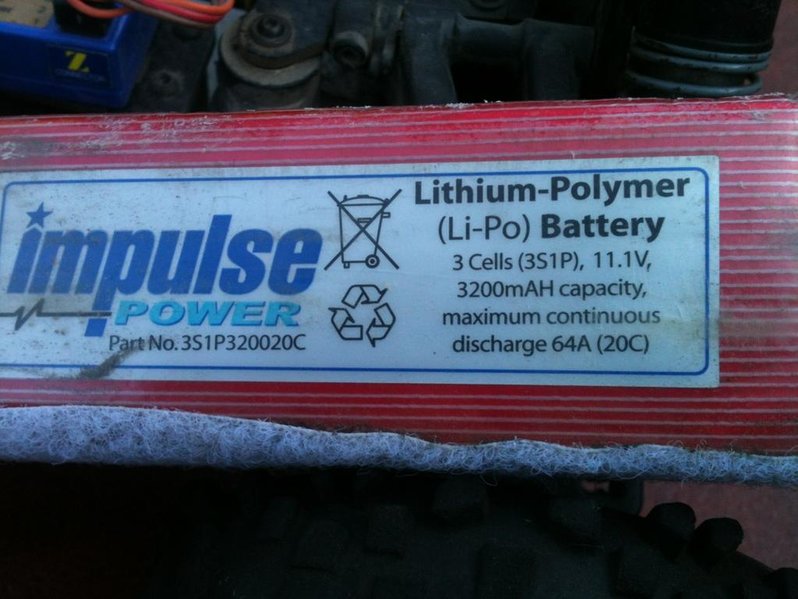 impulse
POWER
Part No. 3S1P320020C
Lithium-Polymer
(Li-Po) Battery
3 Cells (3S1P), 11.1V,
3200mAH capacity,
maximum continuous
discharge 64A (20C)
Z